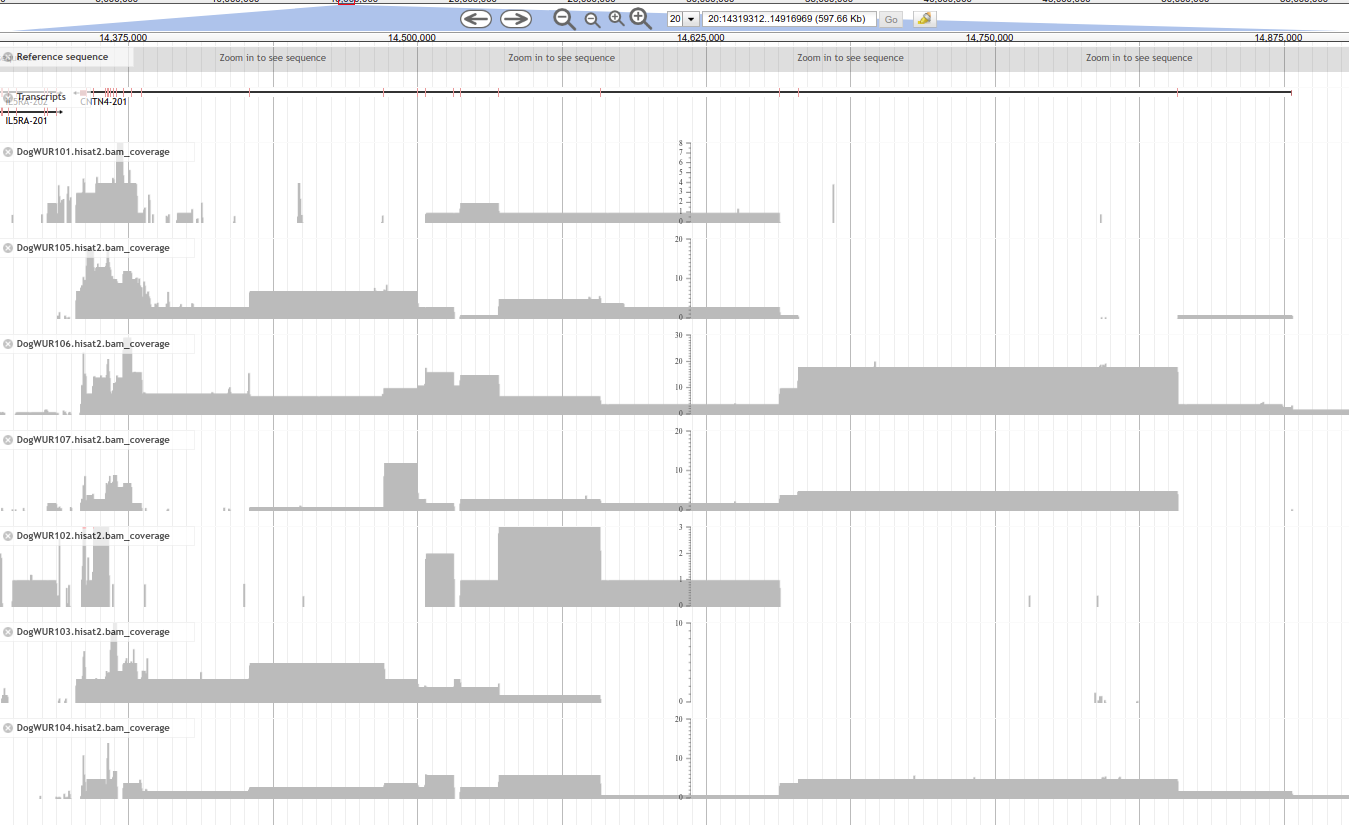 20 20:14319312..14916969 (597.66 Kb) Go
14,375,000 14,500,000 14,625,000 14,750,000 14,875,000
Reference sequence Zoom in to see sequence Zoom in to see sequence Zoom in to see sequence Zoom in to see sequence
Transcripts
IL5RA-202 CNTN4-201
IL5RA-201
DogWUR101.hisat2.bam_coverage
8
7
6
5
4
3
2
1
0
DogWUR105.hisat2.bam_coverage
20
10
0
DogWUR106.hisat2.bam_coverage
30
20
10
0
DogWUR107.hisat2.bam_coverage
20
10
0
DogWUR102.hisat2.bam_coverage
3
2
1
0
DogWUR103.hisat2.bam_coverage
10
0
DogWUR104.hisat2.bam_coverage
20
10
0